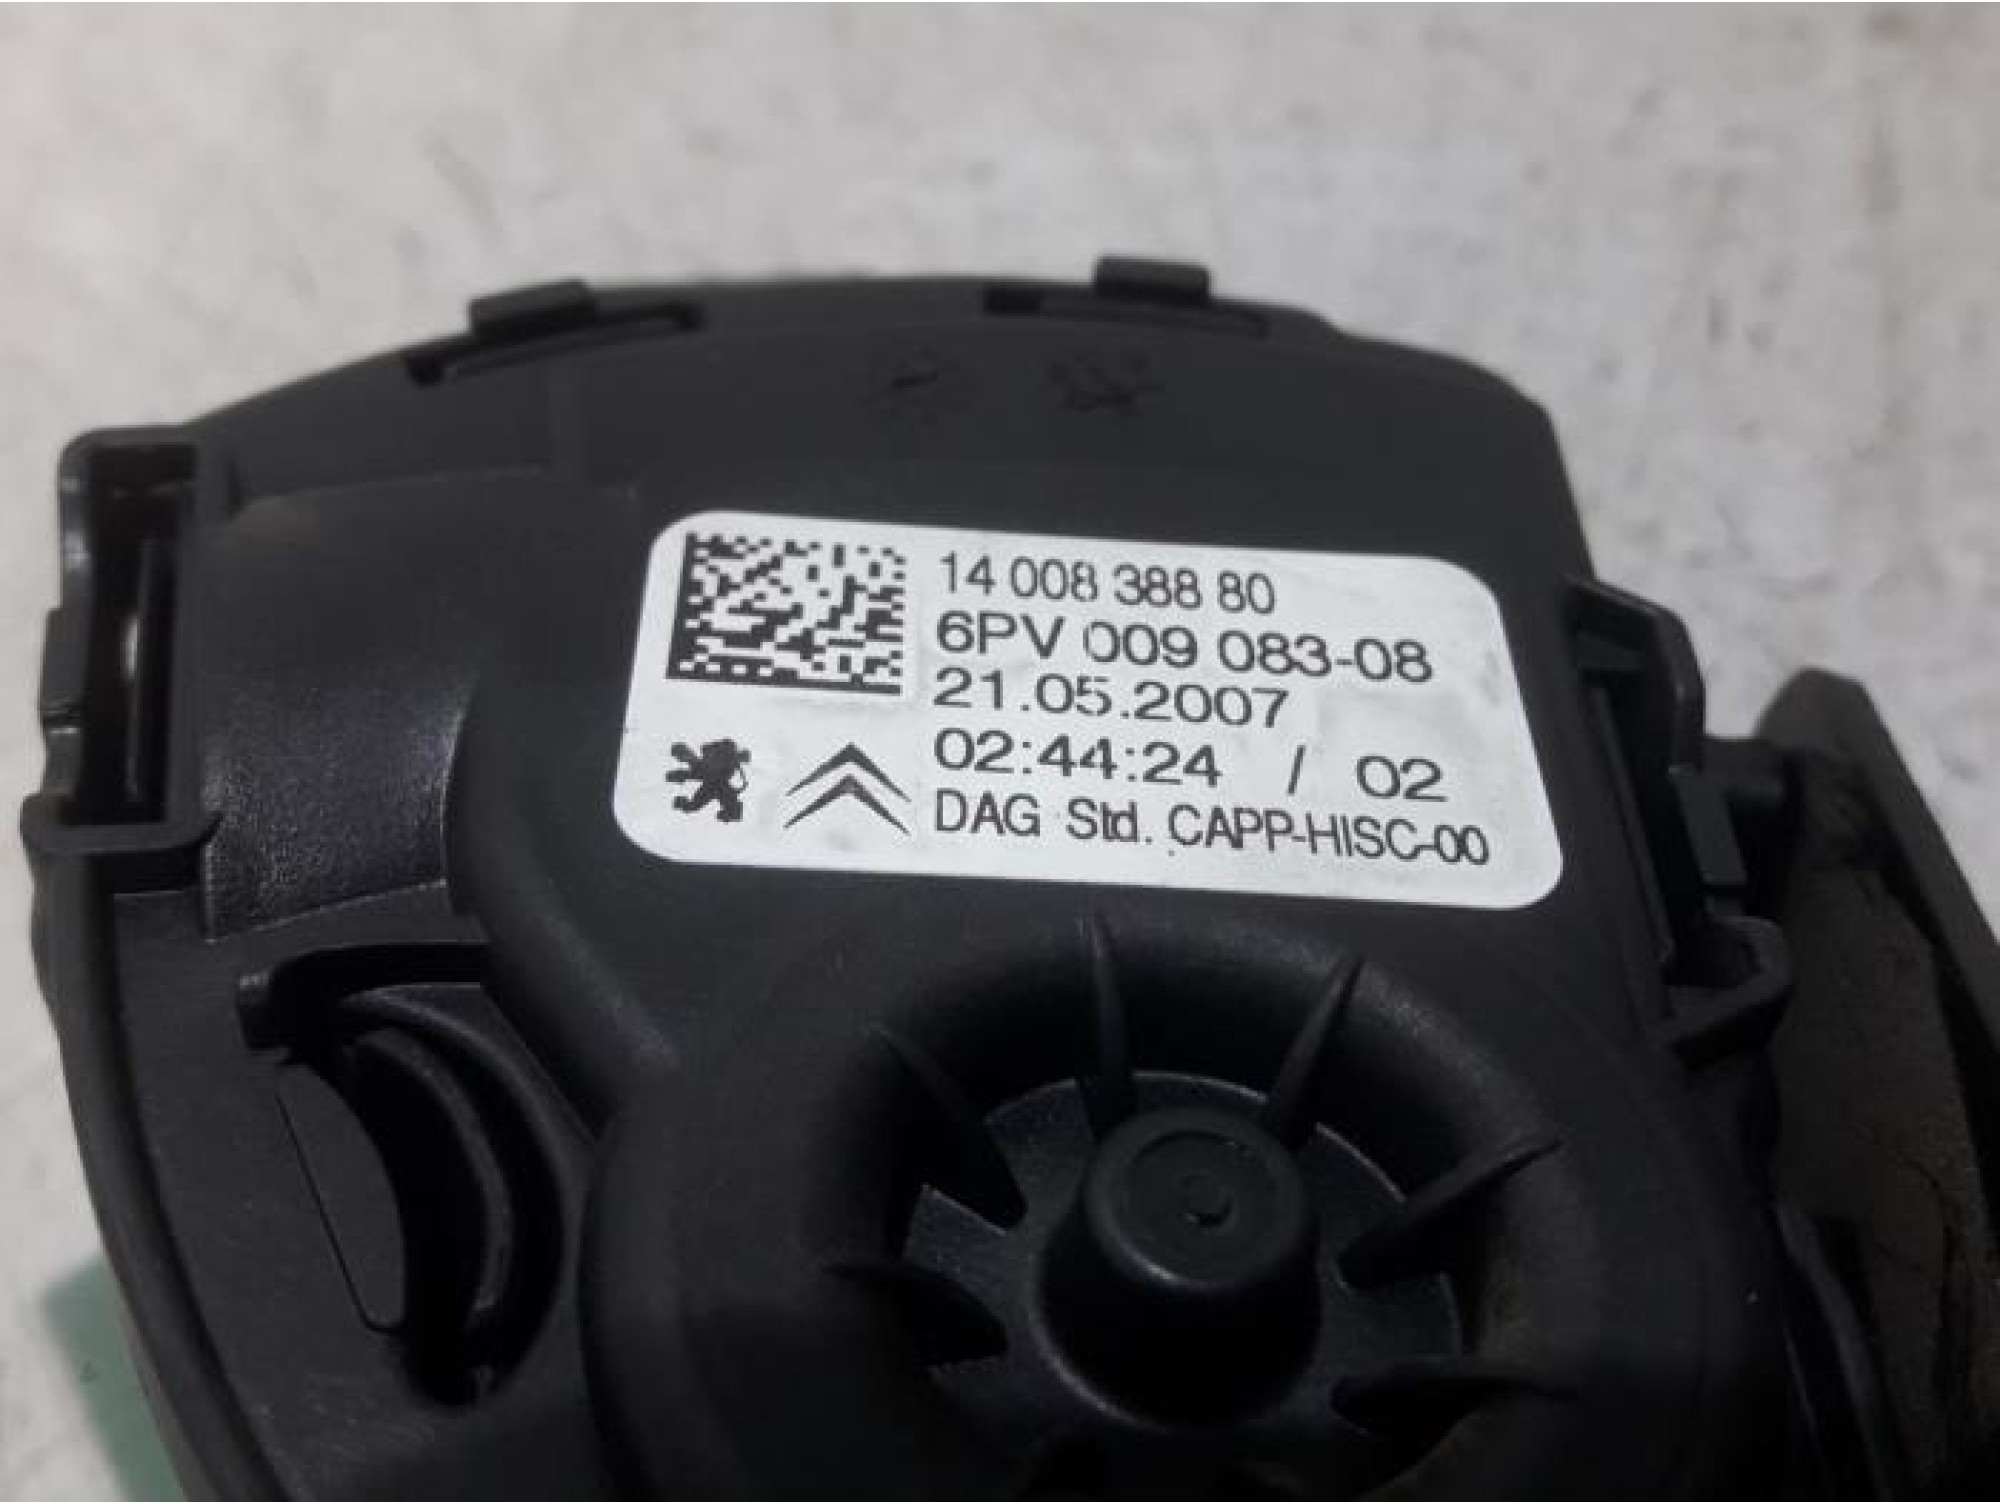 14 008 388 80
6PV 009 083-08
21.05.2007
02:44:24 / 02
DAG Std. CAPP-HISC-00